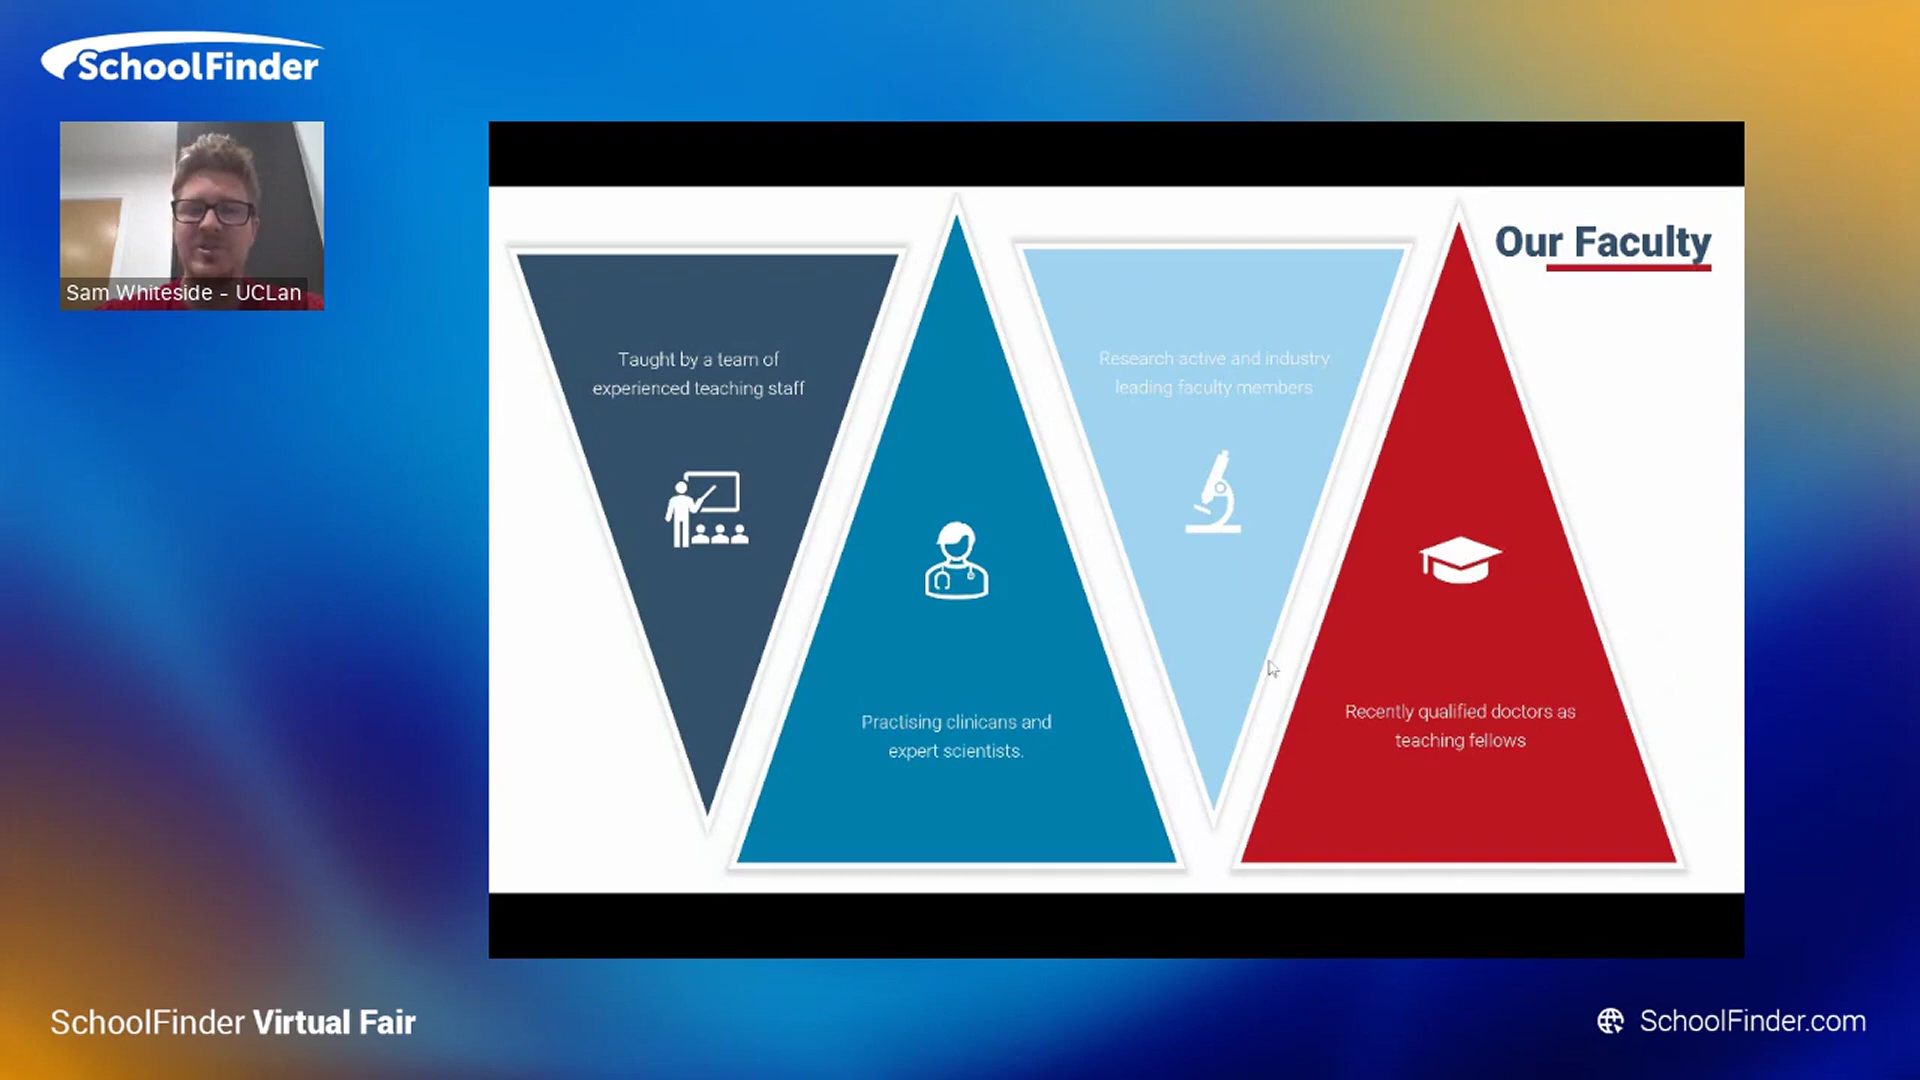 SchoolFinder
Sam Whiteside - UCLan
Our Faculty
Taught by a team of
experienced teaching staff
Practising clinicans and
expert scientists.
Research active and industry
leading faculty members
Recently qualified doctors as
teaching fellows
SchoolFinder Virtual Fair
SchoolFinder.com